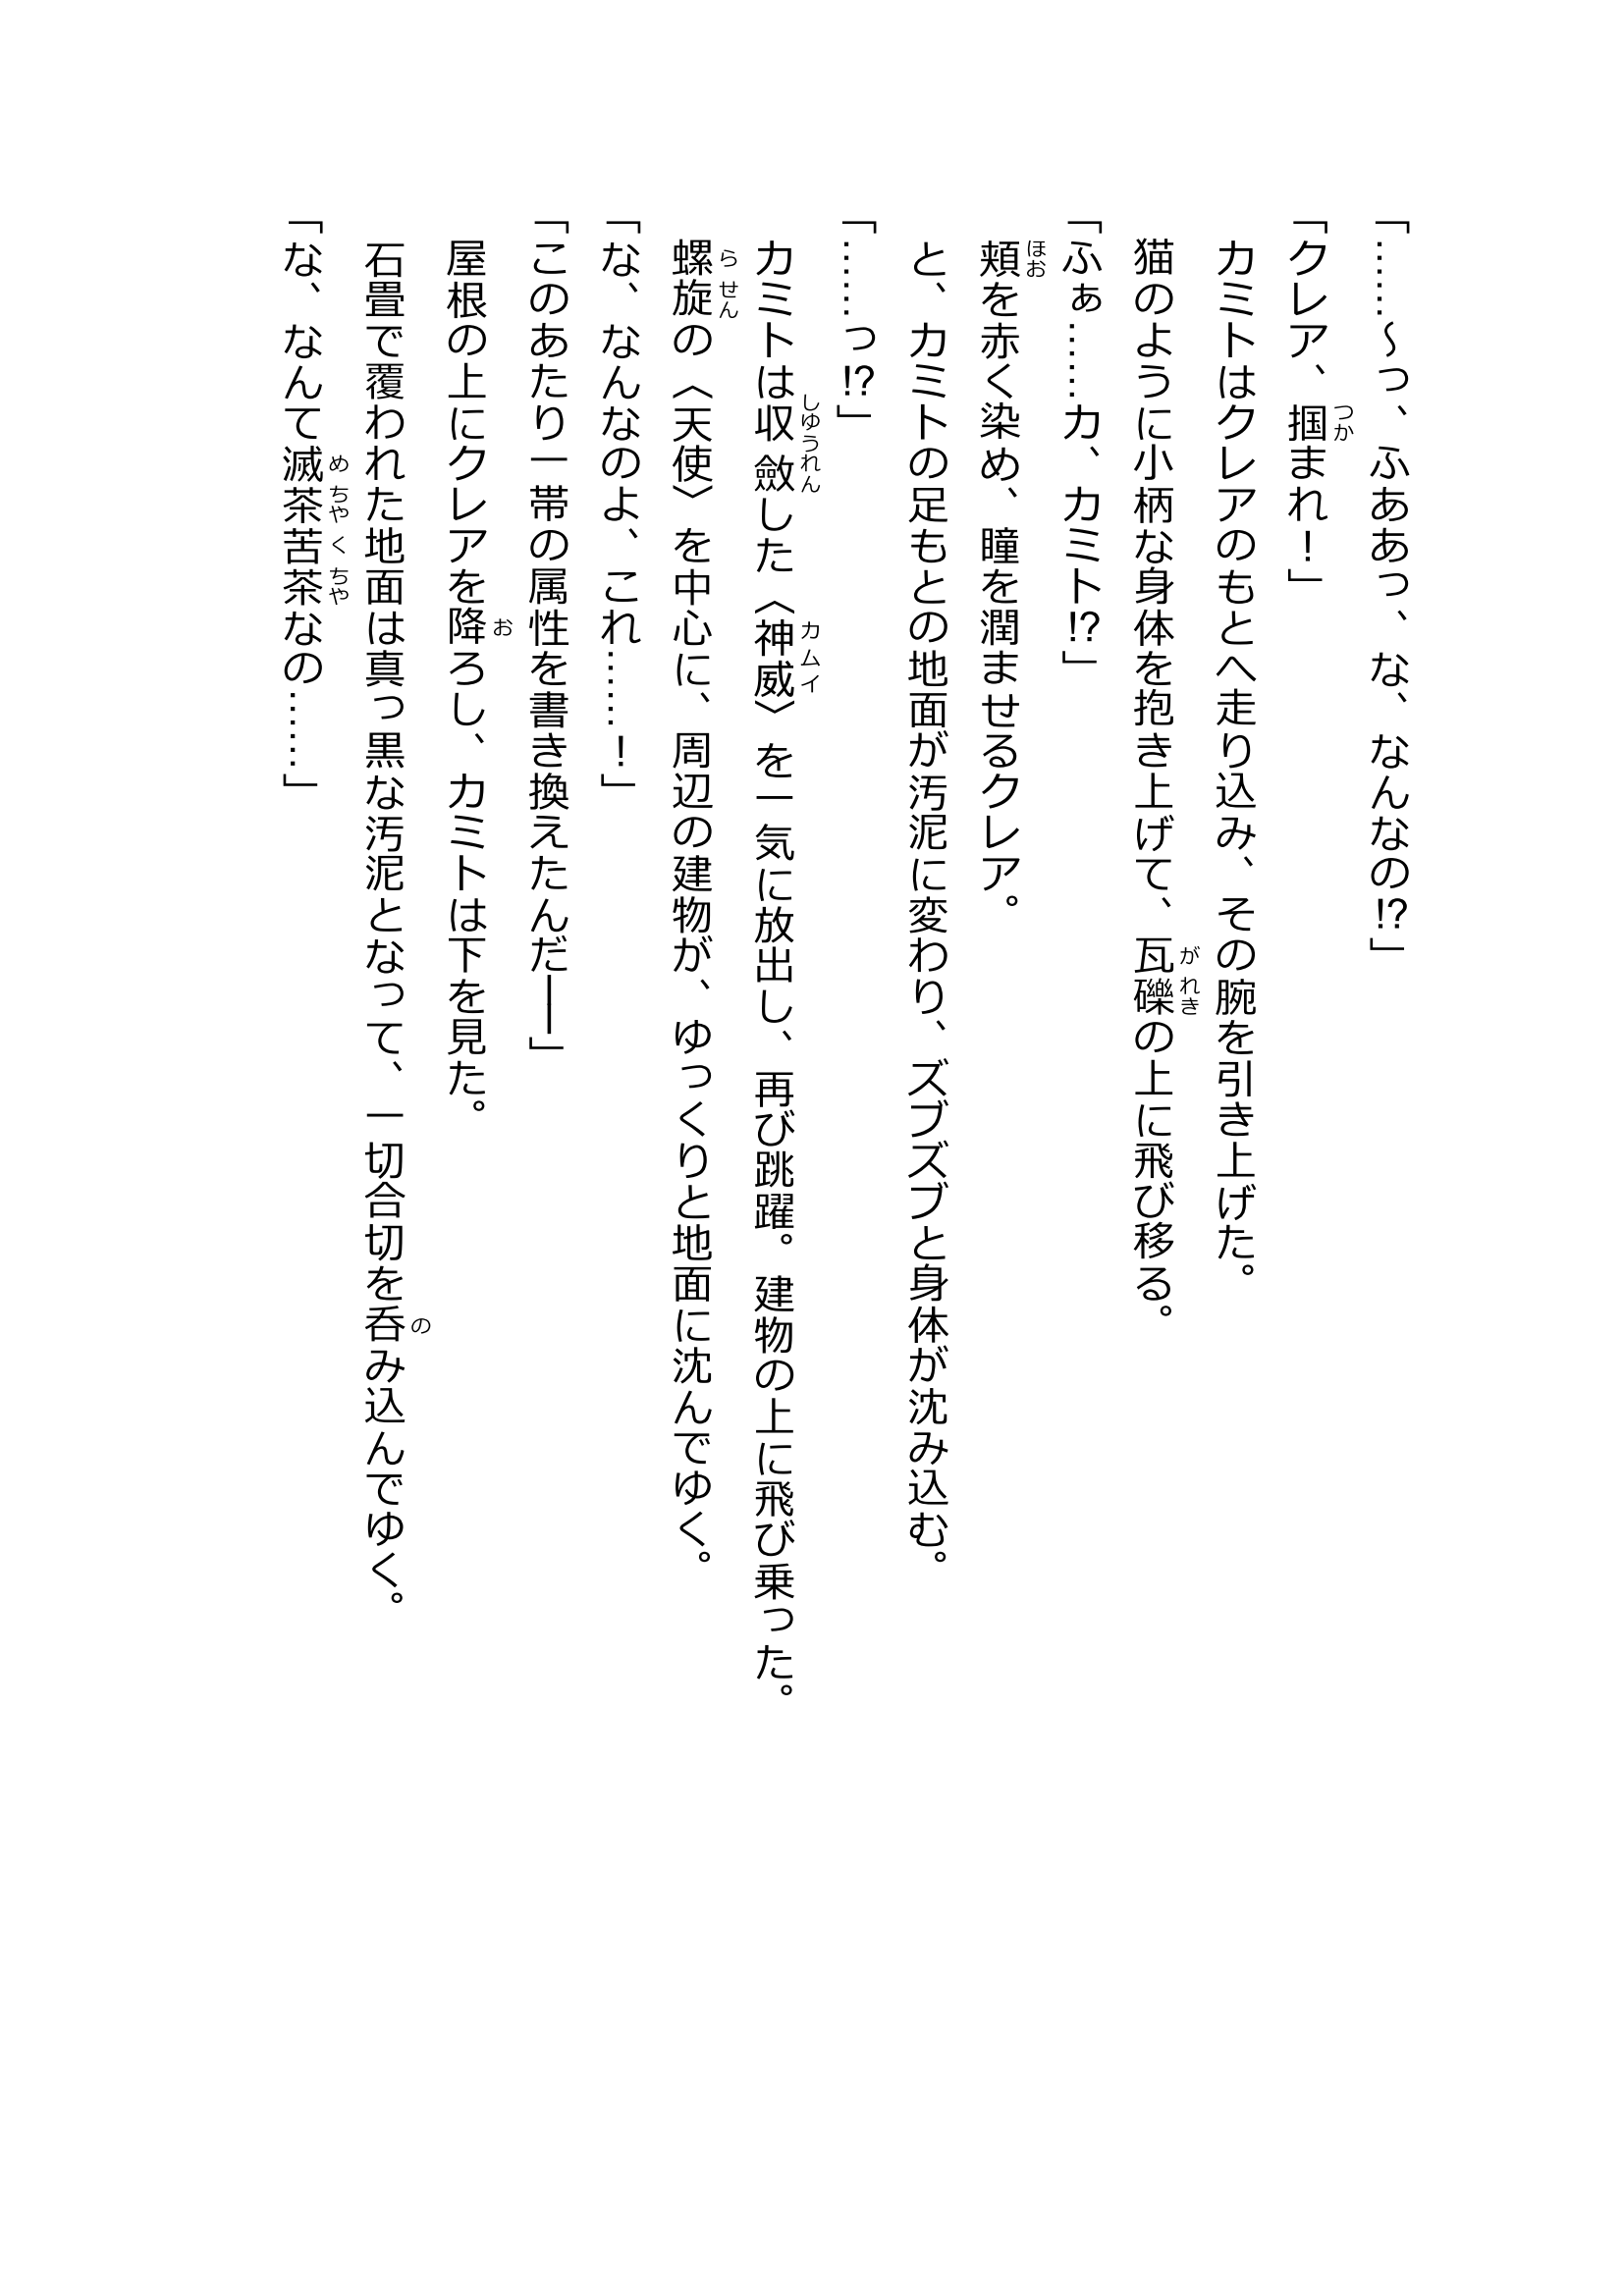 「……～っ、ふああっ、な、なんなの⁉」
「クレア、掴まれ！」
カミトはクレアのもとへ走り込み、その腕を引き上げた。
猫のように小柄な身体を抱き上げて、瓦礫の上に飛び移る。
「ふぁ……カ、カミト⁉」
頬を赤く染め、瞳を潤ませるクレア。
と、カミトの足もとの地面が汚泥に変わり、ズブズブと身体が沈み込む。
「……っ⁉」
カミトは収斂した〈神威〉を一気に放出し、再び跳躍。建物の上に飛び乗った。
螺旋の〈天使〉を中心に、周辺の建物が、ゆっくりと地面に沈んでゆく。
「な、なんなのよ、これ……！」
「このあたり一帯の属性を書き換えたんだ――」
屋根の上にクレアを降ろし、カミトは下を見た。
石畳で覆われた地面は真っ黒な汚泥となって、一切合切を呑み込んでゆく。
「な、なんて滅茶苦茶なの……」